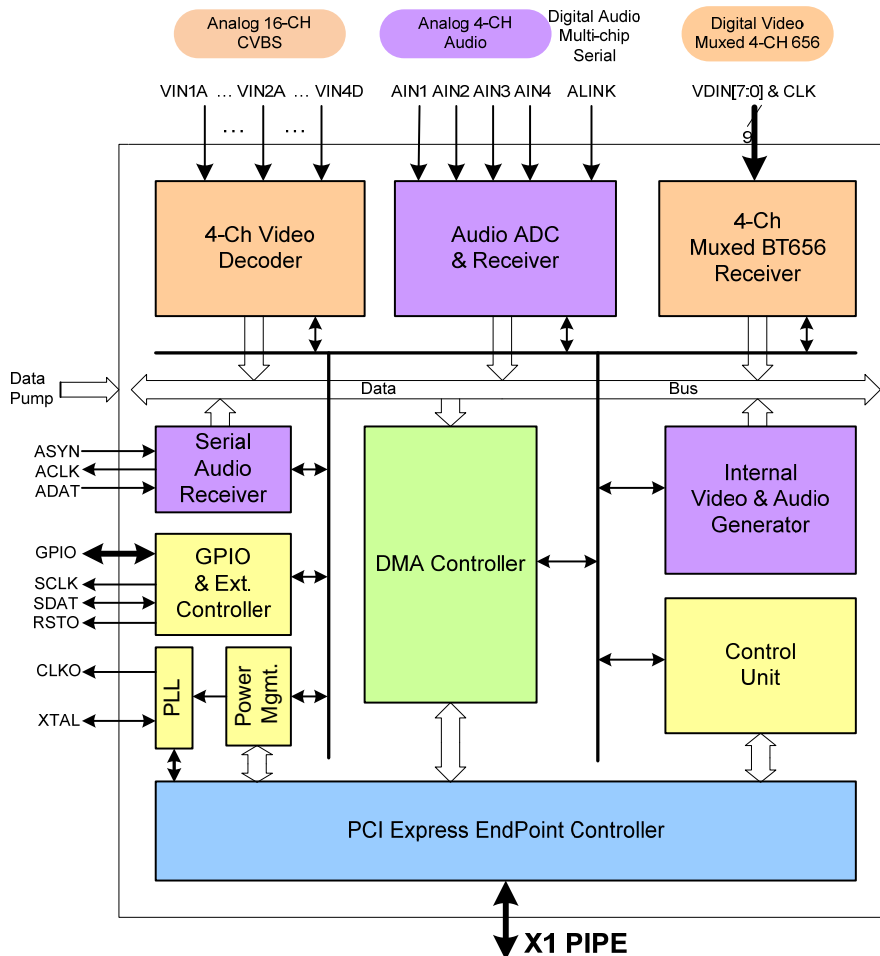 Analog 16-CH
CVBS
Analog 4-CH
Audio
Digital Audio
Multi-chip
Serial
Digital Video
Muxed 4-CH 656
VIN1A ... VIN2A ... VIN4D
... ...
AIN1 AIN2 AIN3 AIN4 ALINK
VDIN[7:0] & CLK
9
4-Ch Video
Decoder
Audio ADC
& Receiver
4-Ch
Muxed BT656
Receiver
Data
Pump
Data Bus
ASYN
ACLK
ADAT
Serial
Audio
Receiver
Internal
Video & Audio
Generator
GPIO
SCLK
SDAT
RSTO
GPIO
& Ext.
Controller
DMA Controller
CLKO
XTAL
PLL
Power
Mgmt.
Control
Unit
PCI Express EndPoint Controller
X1 PIPE